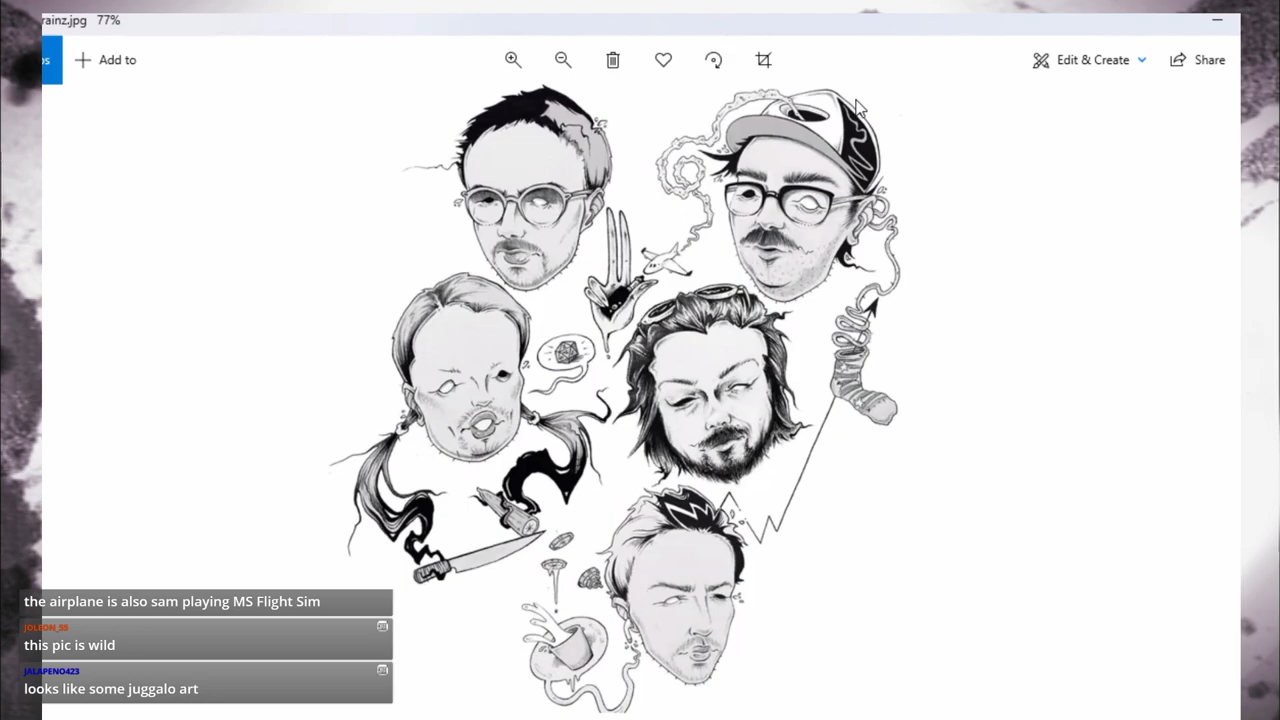 rainz.jpg 77%
Add to
Edit & Create
Share
the airplane is also sam playing MS Flight Sim
JOLEON_55
this pic is wild
JALAPENO423
looks like some juggalo art